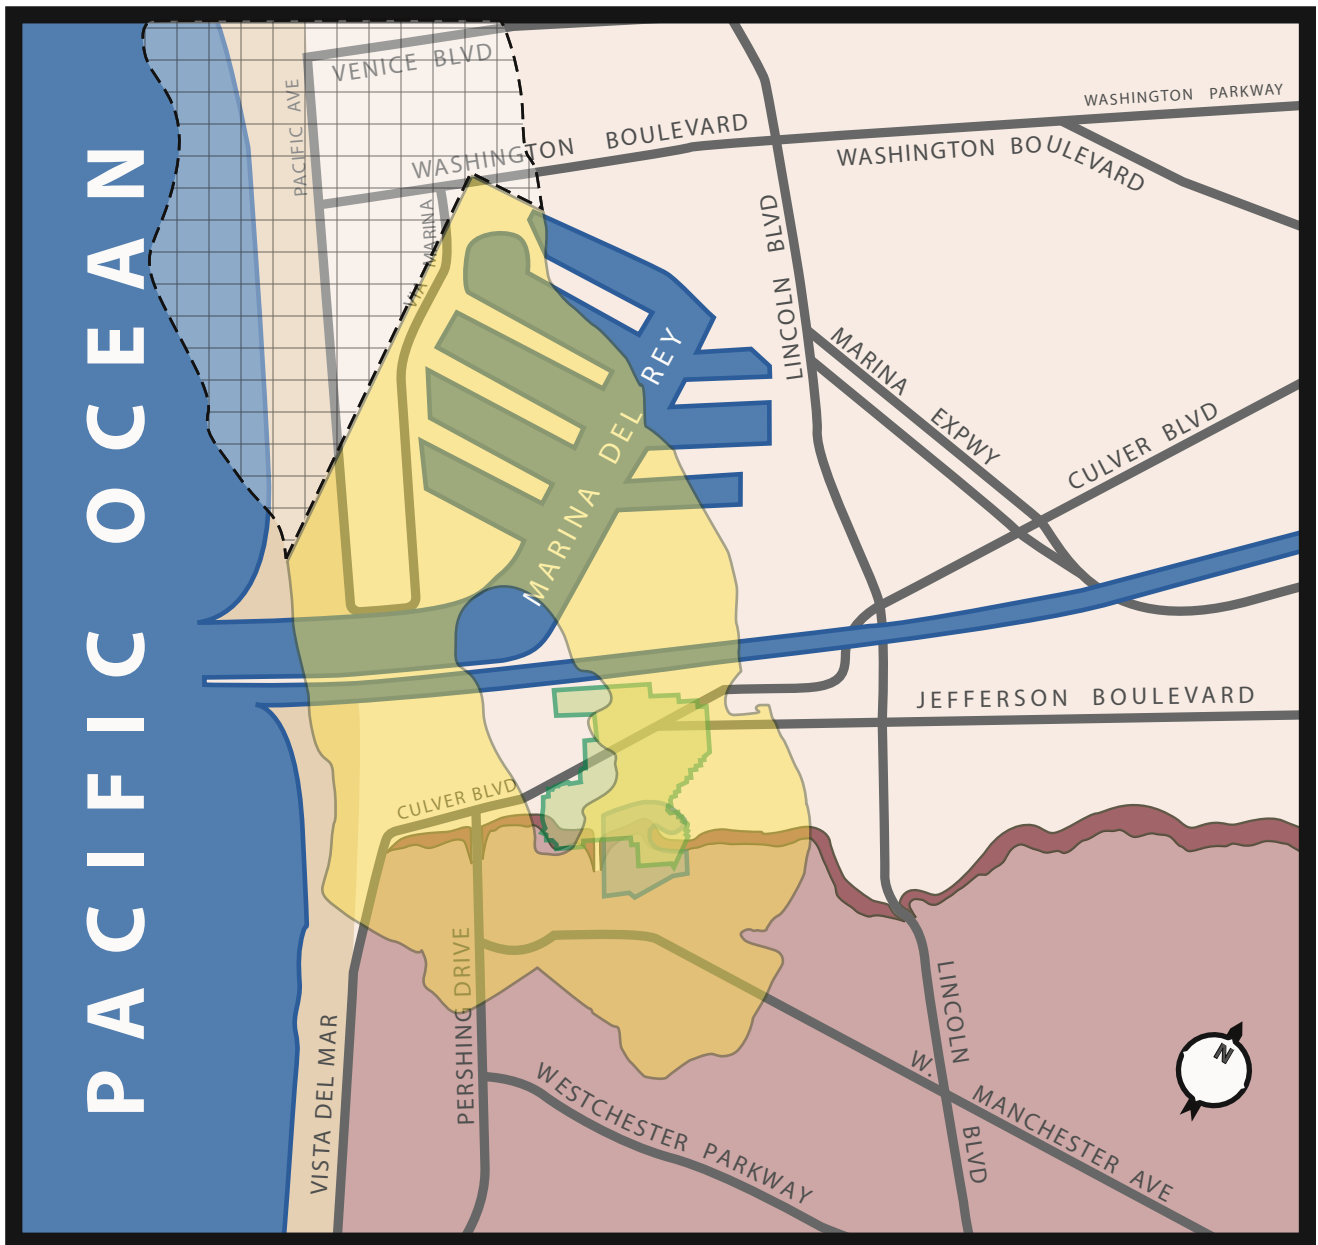 VENICE BLVD
PACIFIC AVE
WASHINGTON BOULEVARD
WASHINGTON PARKWAY
WASHINGTON BOULEVARD
VIA MARINA
LINCOLN BLVD
MARINA EXPWY
CULVER BLVD
MARINA DEL REY
PACIFIC OCEAN
JEFFERSON BOULEVARD
CULVER BLVD
PERSHING DRIVE
VISTA DEL MAR
WESTCHESTER PARKWAY
W. MANCHESTER AVE
LINCOLN BLVD
N